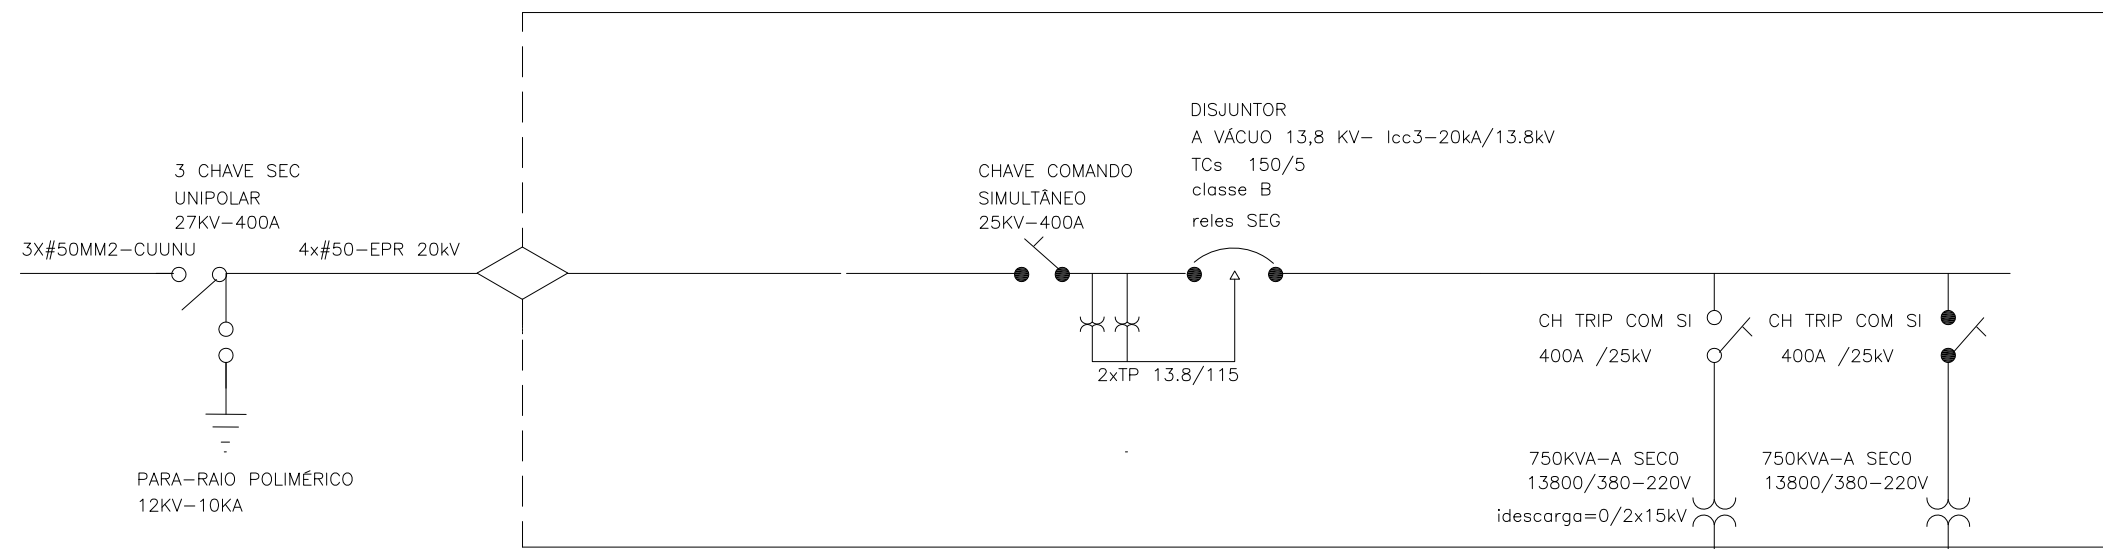 3 CHAVE SEC
UNIPOLAR
27KV-400A
3X#50MM2-CUUNU
4x#50-EPR 20kV
PARA-RAIO POLIMÉRICO
12KV-10KA
CHAVE COMANDO
SIMULTÂNEO
25KV-400A
DISJUNTOR
A VÁCUO 13,8 KV- Icc3-20kA/13.8kV
TCs 150/5
classe B
reles SEG
2xTP 13.8/115
CH TRIP COM SI
400A /25kV
CH TRIP COM SI
400A /25kV
750KVA-A SECO
13800/380-220V
idescarga=0/2x15kV
750KVA-A SECO
13800/380-220V